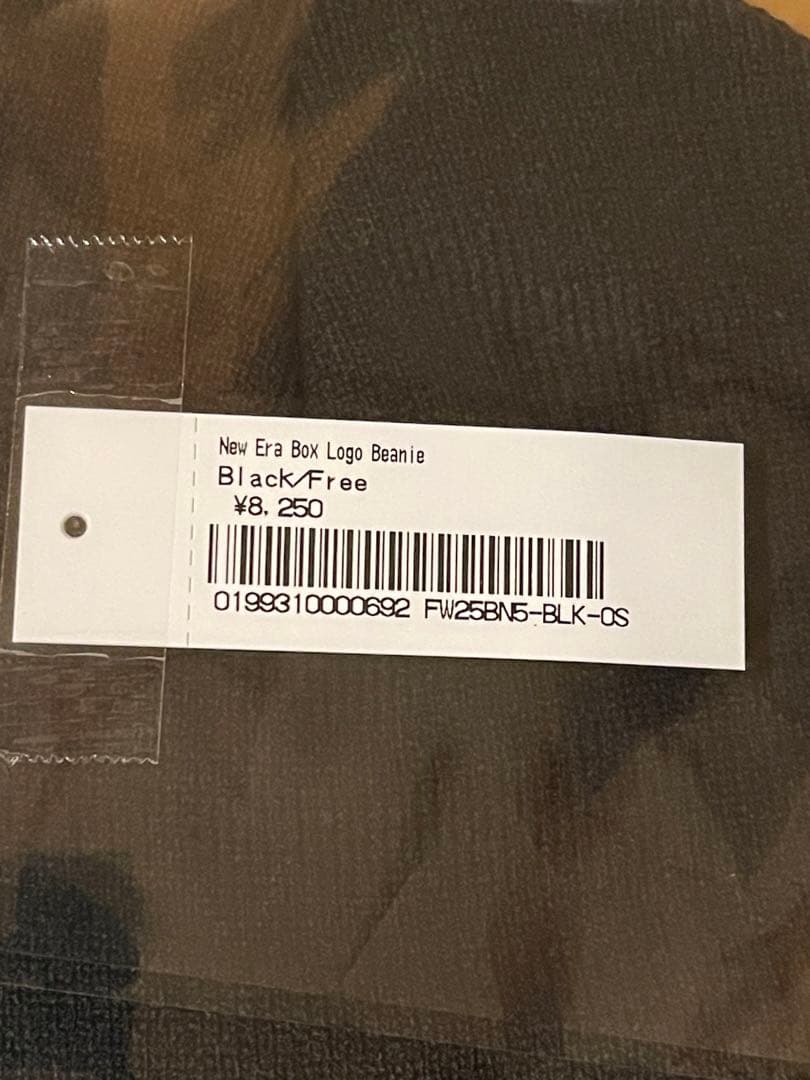 New Era Box Logo Beanie
Black/Free
¥8,250
0199310000692 FW25BN5-BLK-OS